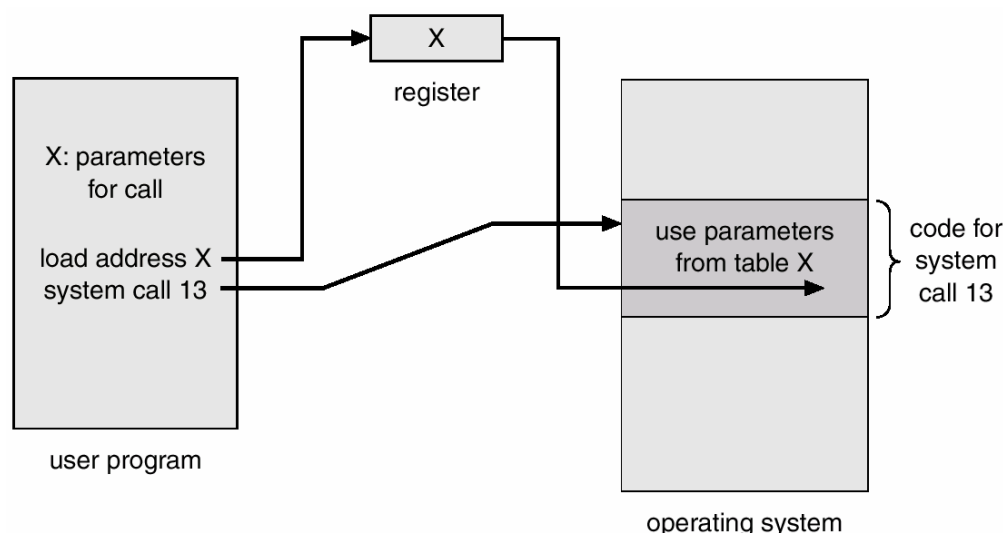 X
register
X: parameters
for call
load address X
system call 13
user program
use parameters
from table X
code for
system
call 13
operating system